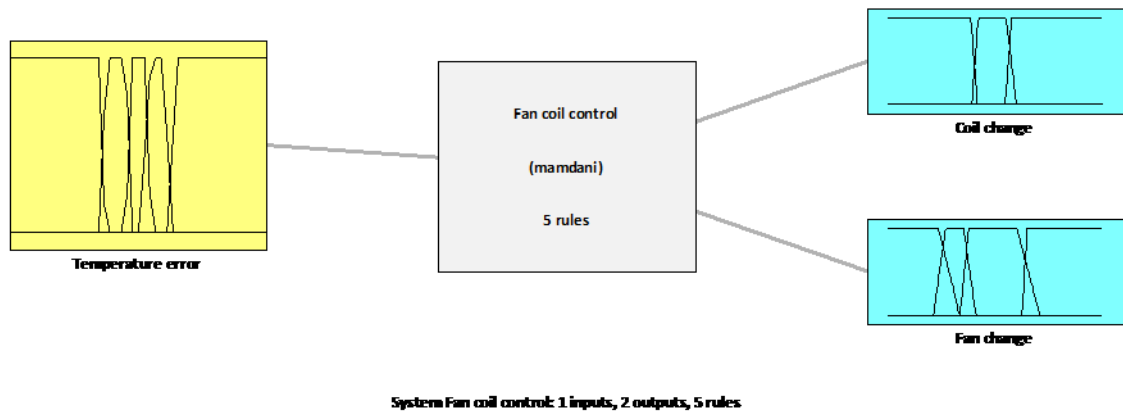 Temperature error
Fan coil control
(mamdani)
5 rules
Coil change
Fan change
System Fan coil control: 1 inputs, 2 outputs, 5 rules